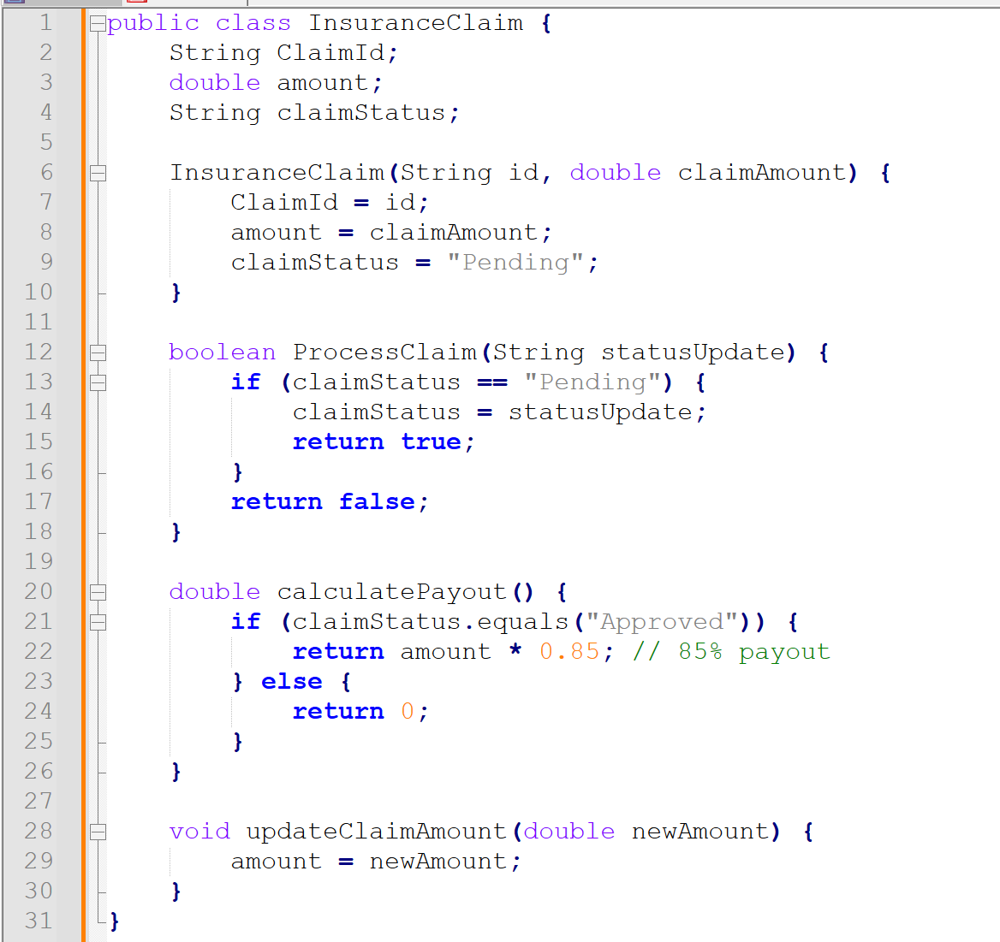 1 public class InsuranceClaim {
2     String ClaimId;
3     double amount;
4     String claimStatus;
5
6     InsuranceClaim(String id, double claimAmount) {
7         ClaimId = id;
8         amount = claimAmount;
9         claimStatus = "Pending";
10     }
11
12     boolean ProcessClaim(String statusUpdate) {
13         if (claimStatus == "Pending") {
14             claimStatus = statusUpdate;
15             return true;
16         }
17         return false;
18     }
19
20     double calculatePayout() {
21         if (claimStatus.equals("Approved")) {
22             return amount * 0.85; // 85% payout
23         } else {
24             return 0;
25         }
26     }
27
28     void updateClaimAmount(double newAmount) {
29         amount = newAmount;
30     }
31 }